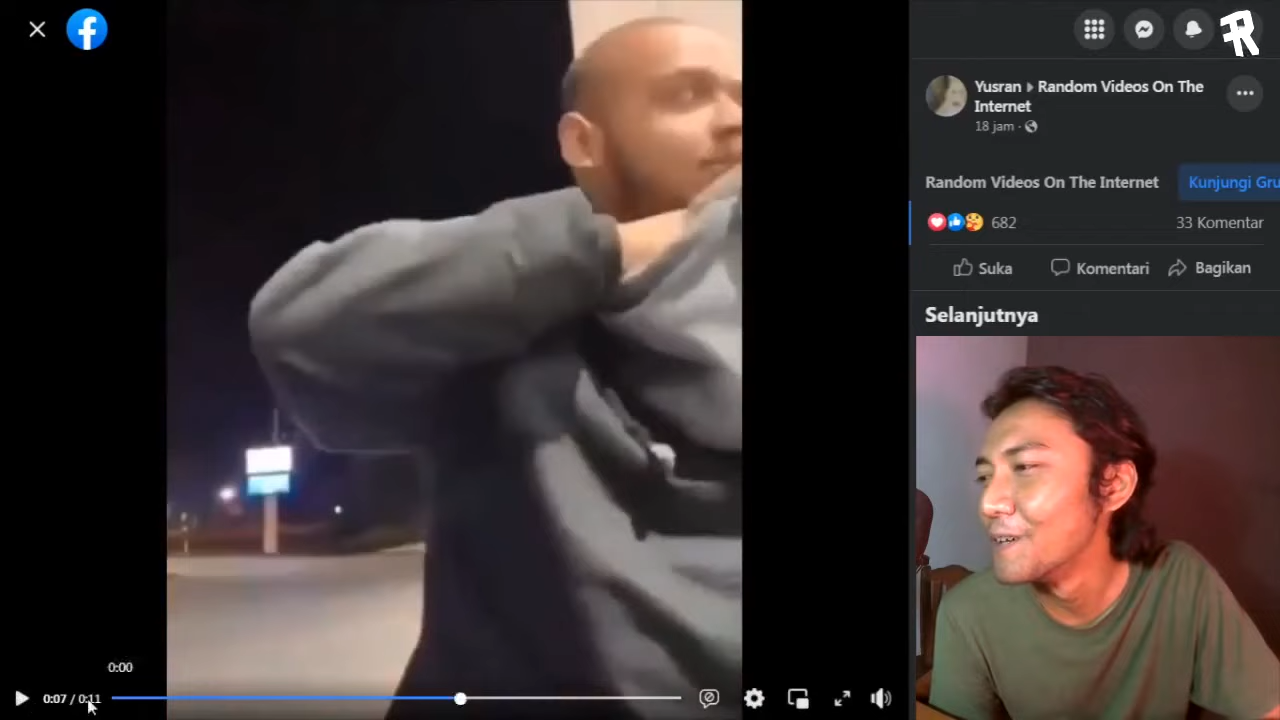 Yusran ▸ Random Videos On The
Internet
18 jam ·
Random Videos On The Internet
Kunjungi Gru
682
33 Komentar
Suka
Komentari
Bagikan
Selanjutnya
0:00
0:07 / 0:11